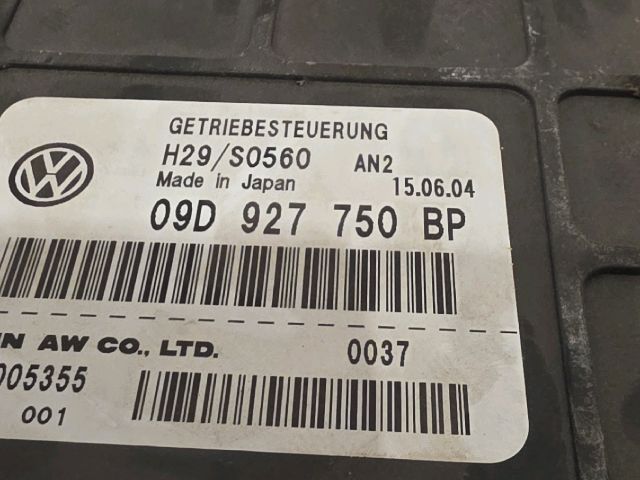 GETRIEBESTEUERUNG
H29/S0560 AN2
Made in Japan 15.06.04
09D 927 750 BP
AW CO., LTD. 0037
005355
001